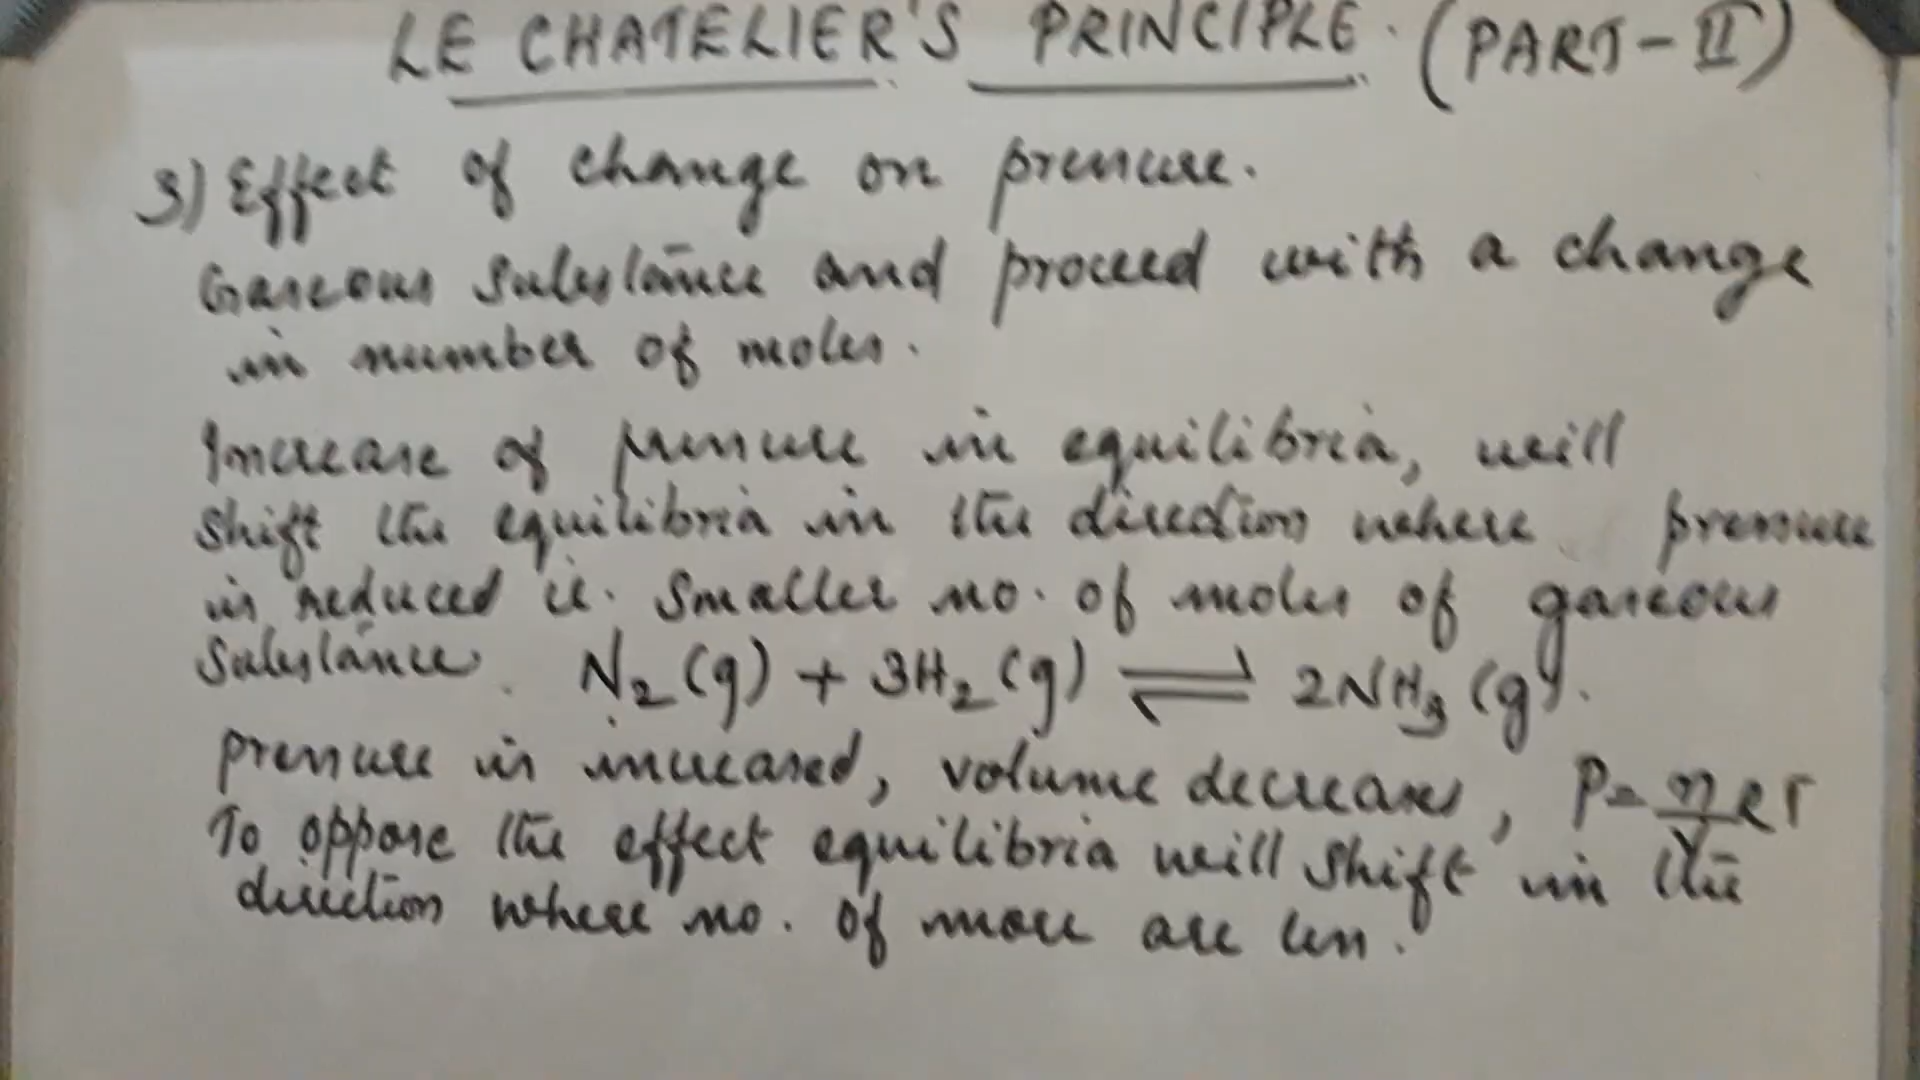 LE CHATELIER'S PRINCIPLE. (PART-II)
3) Effect of change on pressure.
Gaseous substance and proceed with a change
in number of moles.
Increase of pressure in equilibria, will
shift the equilibria in the direction where pressure
is reduced ie. smaller no. of moles of gaseous
substance. N₂(g) + 3H₂(g) ⇌ 2NH₃(g).
pressure is increased, volume decreases, P = n/V RT
To oppose the effect equilibria will shift in the
direction where no. of mole are less.